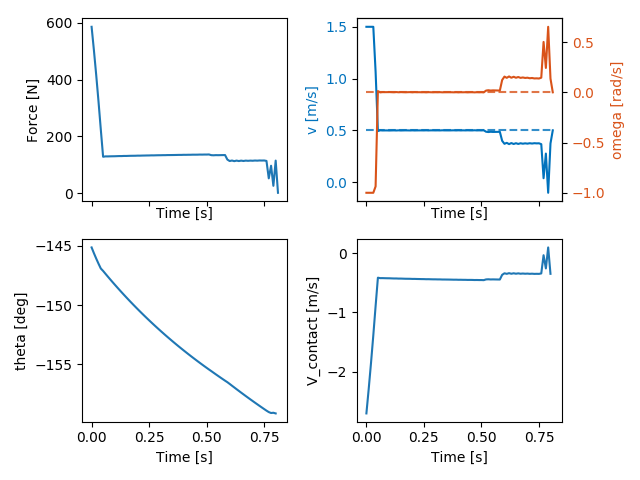 600
400
200
0
Force [N]
Time [s]
1.5
1.0
0.5
0.0
v [m/s]
0.5
0.0
−0.5
−1.0
omega [rad/s]
Time [s]
−145
−150
−155
theta [deg]
0.00 0.25 0.50 0.75
Time [s]
0
−1
−2
V_contact [m/s]
0.00 0.25 0.50 0.75
Time [s]